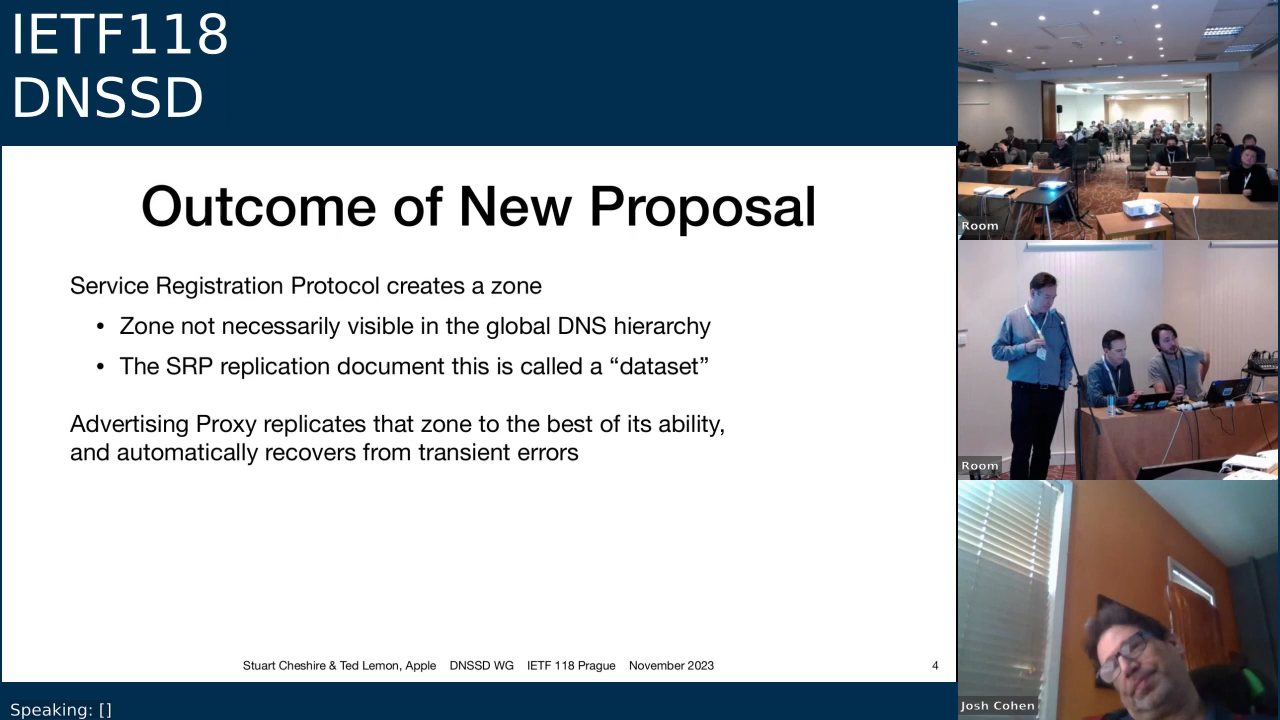 IETF118
DNSSD
Outcome of New Proposal
Service Registration Protocol creates a zone
• Zone not necessarily visible in the global DNS hierarchy
• The SRP replication document this is called a “dataset”
Advertising Proxy replicates that zone to the best of its ability,
and automatically recovers from transient errors
Stuart Cheshire & Ted Lemon, Apple DNSSD WG IETF 118 Prague November 2023
4
Speaking: []
Room
Room
Josh Cohen